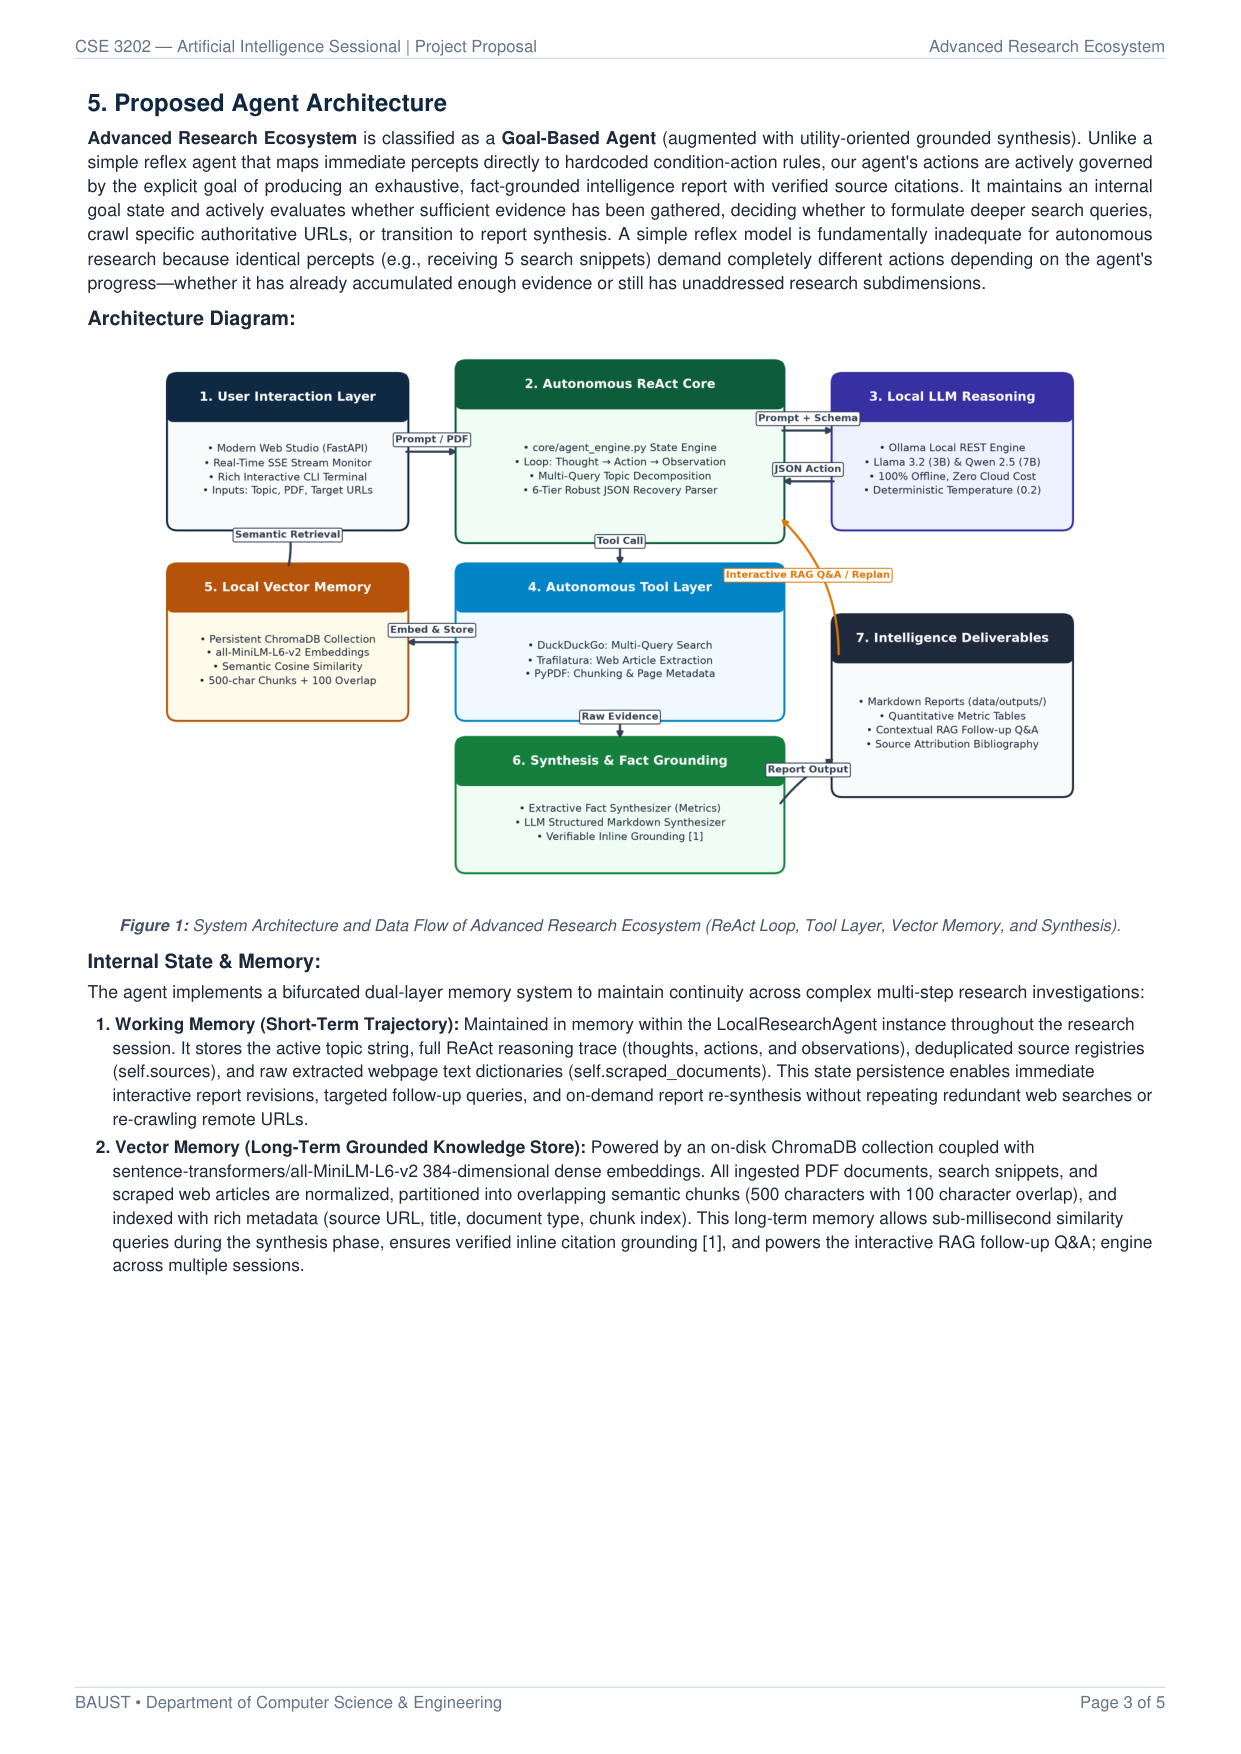 CSE 3202 — Artificial Intelligence Sessional | Project Proposal
Advanced Research Ecosystem
5. Proposed Agent Architecture
Advanced Research Ecosystem is classified as a Goal-Based Agent (augmented with utility-oriented grounded synthesis). Unlike a
simple reflex agent that maps immediate percepts directly to hardcoded condition-action rules, our agent's actions are actively governed
by the explicit goal of producing an exhaustive, fact-grounded intelligence report with verified source citations. It maintains an internal
goal state and actively evaluates whether sufficient evidence has been gathered, deciding whether to formulate deeper search queries,
crawl specific authoritative URLs, or transition to report synthesis. A simple reflex model is fundamentally inadequate for autonomous
research because identical percepts (e.g., receiving 5 search snippets) demand completely different actions depending on the agent's
progress—whether it has already accumulated enough evidence or still has unaddressed research subdimensions.
Architecture Diagram:
1. User Interaction Layer
• Modern Web Studio (FastAPI)
• Real-Time SSE Stream Monitor
• Rich Interactive CLI Terminal
• Inputs: Topic, PDF, Target URLs
Prompt / PDF
2. Autonomous ReAct Core
• core/agent_engine.py State Engine
• Loop: Thought → Action → Observation
• Multi-Query Topic Decomposition
• 6-Tier Robust JSON Recovery Parser
Prompt + Schema
JSON Action
3. Local LLM Reasoning
• Ollama Local REST Engine
• Llama 3.2 (3B) & Qwen 2.5 (7B)
• 100% Offline, Zero Cloud Cost
• Deterministic Temperature (0.2)
Semantic Retrieval
Tool Call
Interactive RAG Q&A / Replan
5. Local Vector Memory
• Persistent ChromaDB Collection
• all-MiniLM-L6-v2 Embeddings
• Semantic Cosine Similarity
• 500-char Chunks + 100 Overlap
Embed & Store
4. Autonomous Tool Layer
• DuckDuckGo: Multi-Query Search
• Trafilatura: Web Article Extraction
• PyPDF: Chunking & Page Metadata
7. Intelligence Deliverables
• Markdown Reports (data/outputs/)
• Quantitative Metric Tables
• Contextual RAG Follow-up Q&A
• Source Attribution Bibliography
Raw Evidence
6. Synthesis & Fact Grounding
• Extractive Fact Synthesizer (Metrics)
• LLM Structured Markdown Synthesizer
• Verifiable Inline Grounding [1]
Report Output
Figure 1: System Architecture and Data Flow of Advanced Research Ecosystem (ReAct Loop, Tool Layer, Vector Memory, and Synthesis).
Internal State & Memory:
The agent implements a bifurcated dual-layer memory system to maintain continuity across complex multi-step research investigations:
1. Working Memory (Short-Term Trajectory): Maintained in memory within the LocalResearchAgent instance throughout the research
session. It stores the active topic string, full ReAct reasoning trace (thoughts, actions, and observations), deduplicated source registries
(self.sources), and raw extracted webpage text dictionaries (self.scraped_documents). This state persistence enables immediate
interactive report revisions, targeted follow-up queries, and on-demand report re-synthesis without repeating redundant web searches or
re-crawling remote URLs.
2. Vector Memory (Long-Term Grounded Knowledge Store): Powered by an on-disk ChromaDB collection coupled with
sentence-transformers/all-MiniLM-L6-v2 384-dimensional dense embeddings. All ingested PDF documents, search snippets, and
scraped web articles are normalized, partitioned into overlapping semantic chunks (500 characters with 100 character overlap), and
indexed with rich metadata (source URL, title, document type, chunk index). This long-term memory allows sub-millisecond similarity
queries during the synthesis phase, ensures verified inline citation grounding [1], and powers the interactive RAG follow-up Q&A; engine
across multiple sessions.
BAUST • Department of Computer Science & Engineering
Page 3 of 5